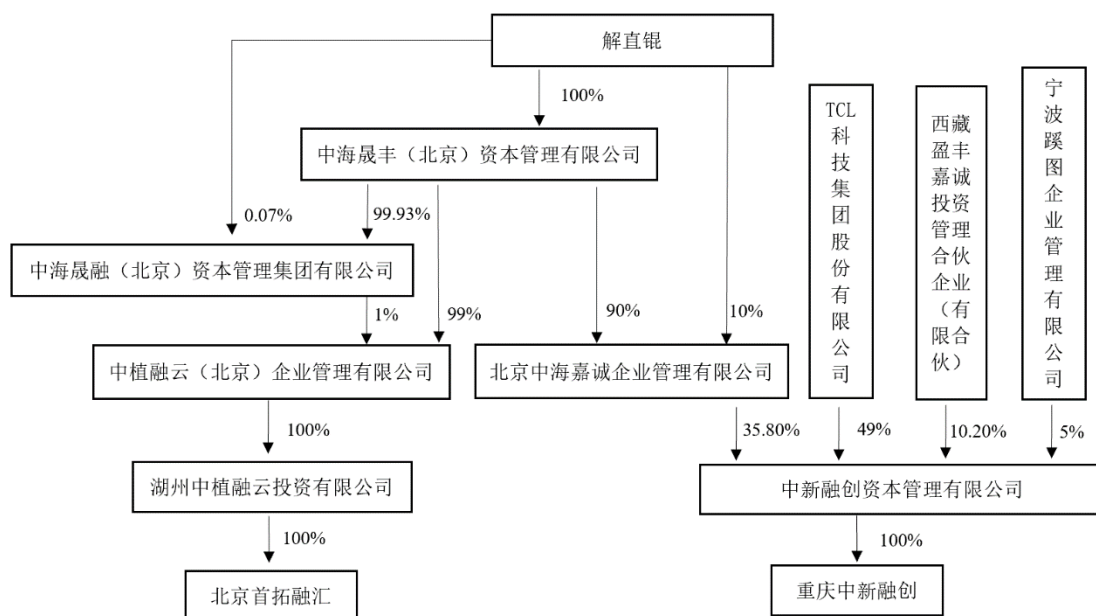 解直锟
100%
中海晟丰（北京）资本管理有限公司
TCL
科技集团股份有限公司
西藏盈丰嘉诚投资管理合伙企业（有限合伙）
宁波蹊图企业管理有限公司
0.07%
99.93%
中海晟融（北京）资本管理集团有限公司
1%
99%
90%
10%
中植融云（北京）企业管理有限公司
北京中海嘉诚企业管理有限公司
100%
35.80%
49%
10.20%
5%
湖州中植融云投资有限公司
中新融创资本管理有限公司
100%
100%
北京首拓融汇
重庆中新融创